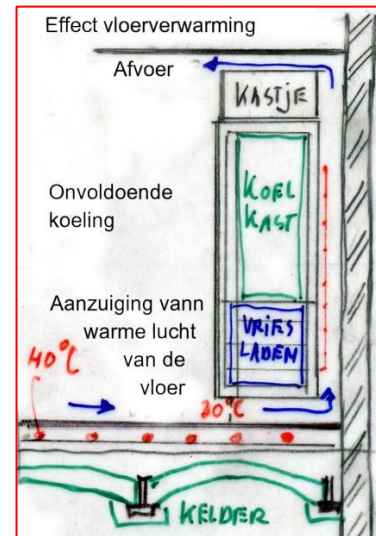 Effect vloerverwarming
Afvoer
KASTJE
Onvoldoende
koeling
KOEL
KAST
Aanzuiging vann
warme lucht
van de
vloer
VRIES
LADEN
40°C
20°C
KELDER